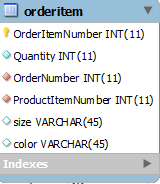 orderitem
OrderItemNumber INT(11)
Quantity INT(11)
OrderNumber INT(11)
ProductItemNumber INT(11)
size VARCHAR(45)
color VARCHAR(45)
Indexes